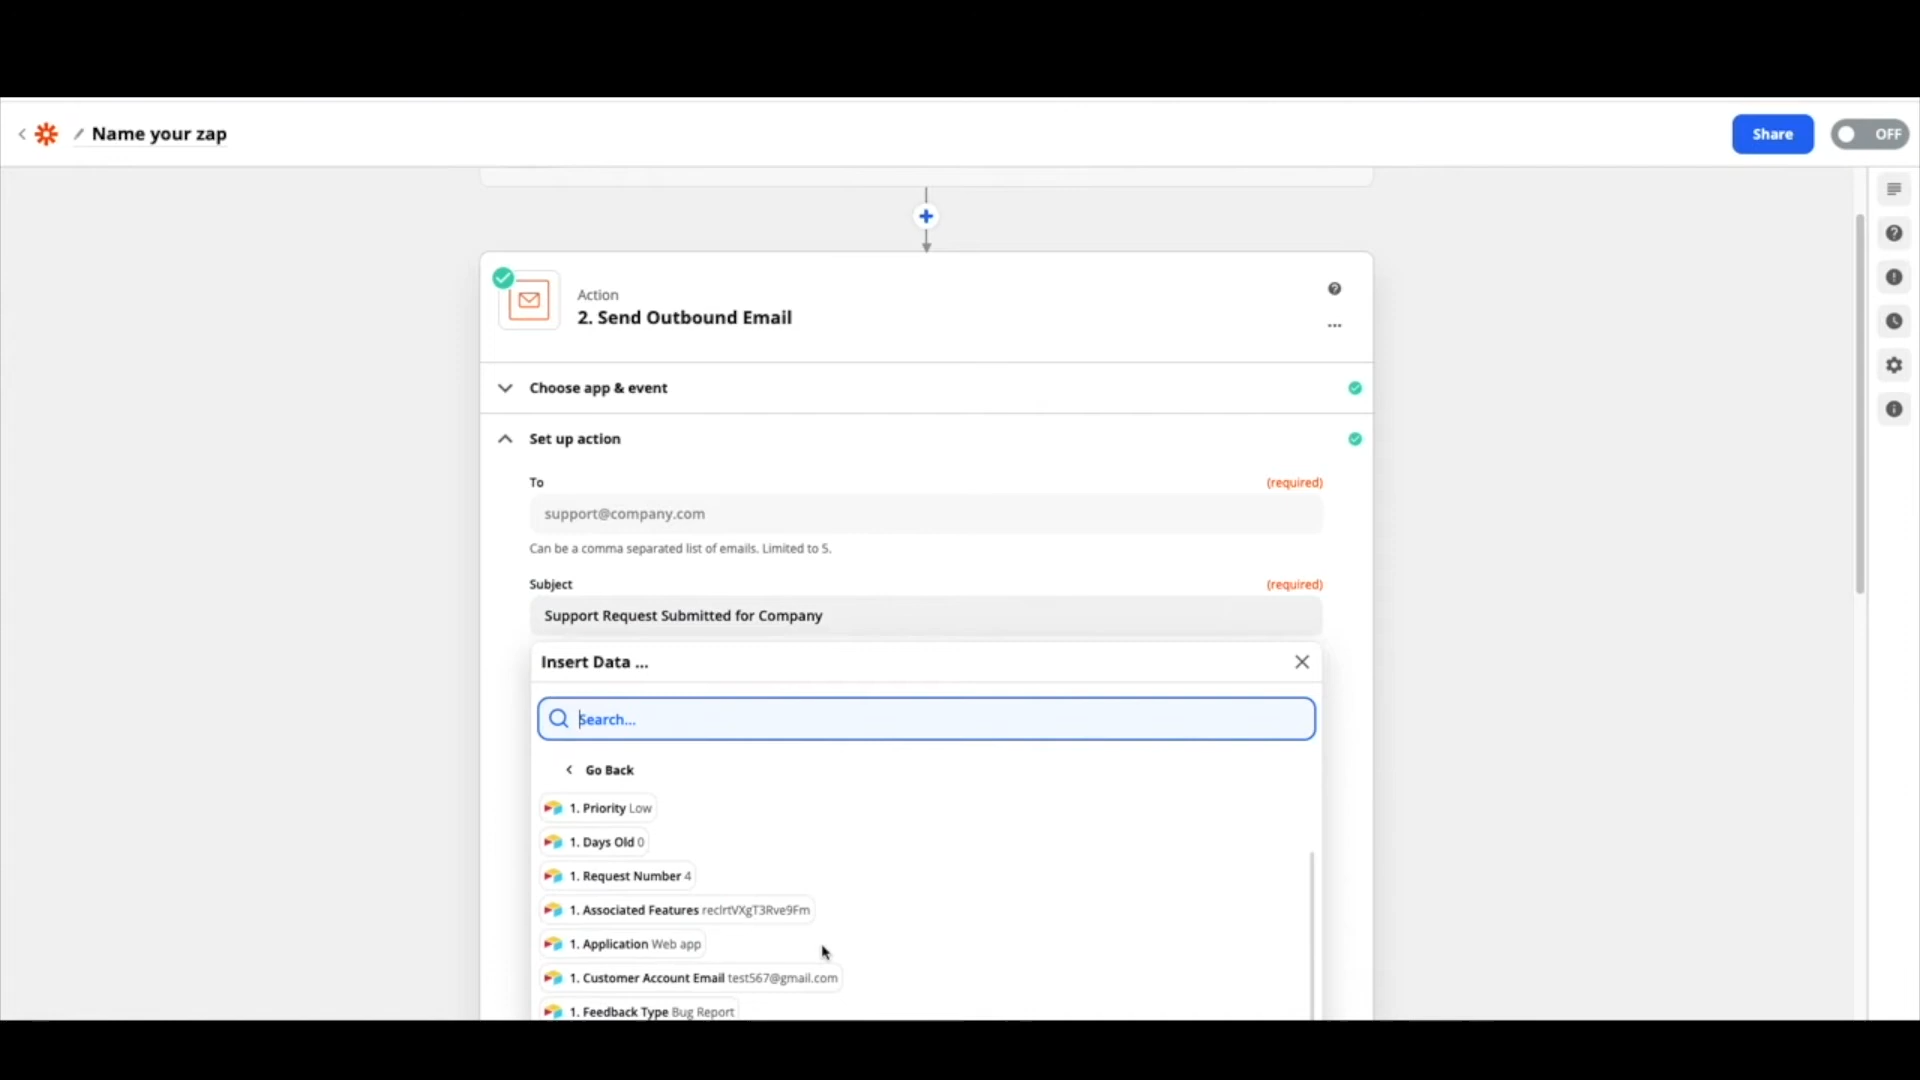 Name your zap
Share
OFF
Action
2. Send Outbound Email
Choose app & event
Set up action
To
(required)
support@company.com
Can be a comma separated list of emails. Limited to 5.
Subject
(required)
Support Request Submitted for Company
Insert Data ...
Search...
Go Back
1. Priority Low
1. Days Old 0
1. Request Number 4
1. Associated Features reclrtVXgT3Rve9Fm
1. Application Web app
1. Customer Account Email test567@gmail.com
1. Feedback Type Bug Report